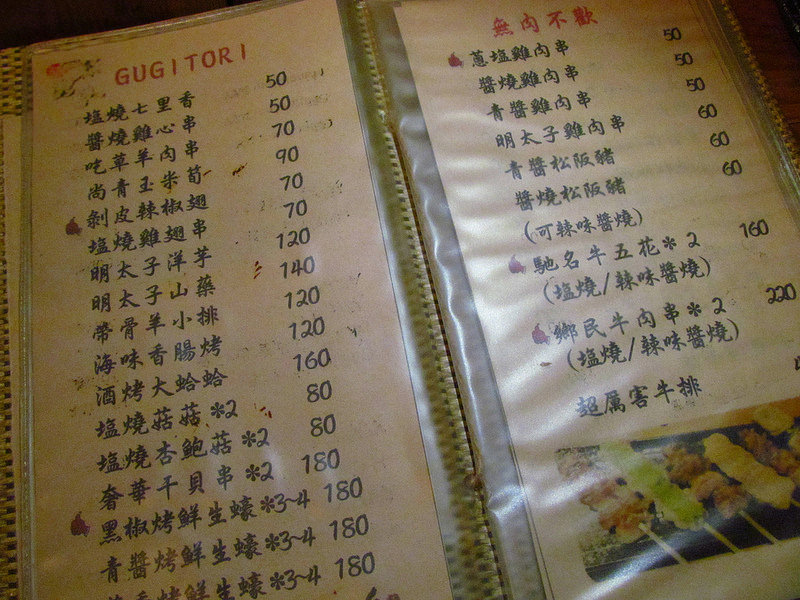 GUGITORI
塩燒七里香 50
醬燒雞心串 50
吃草羊肉串 70
尚青玉米筍 90
剝皮辣椒翅 70
塩燒雞翅串 70
明太子洋芋 120
明太子山藥 140
帶骨羊小排 120
海味香腸烤 120
酒烤大蛤蛤 160
塩燒菇菇*2 80
塩燒杏鮑菇*2 80
奢華干貝串*2 180
黑椒烤鮮生蠔*3~4 180
青醬烤鮮生蠔*3~4 180
香烤鮮生蠔*3~4 180
無肉不歡
蔥塩雞肉串 50
醬燒雞肉串 50
青醬雞肉串 50
明太子雞肉串 60
青醬松阪豬 60
醬燒松阪豬 60
(可辣味醬燒)
馳名牛五花*2 160
(塩燒/辣味醬燒)
鄉民牛肉串*2 220
(塩燒/辣味醬燒)
超厲害牛排